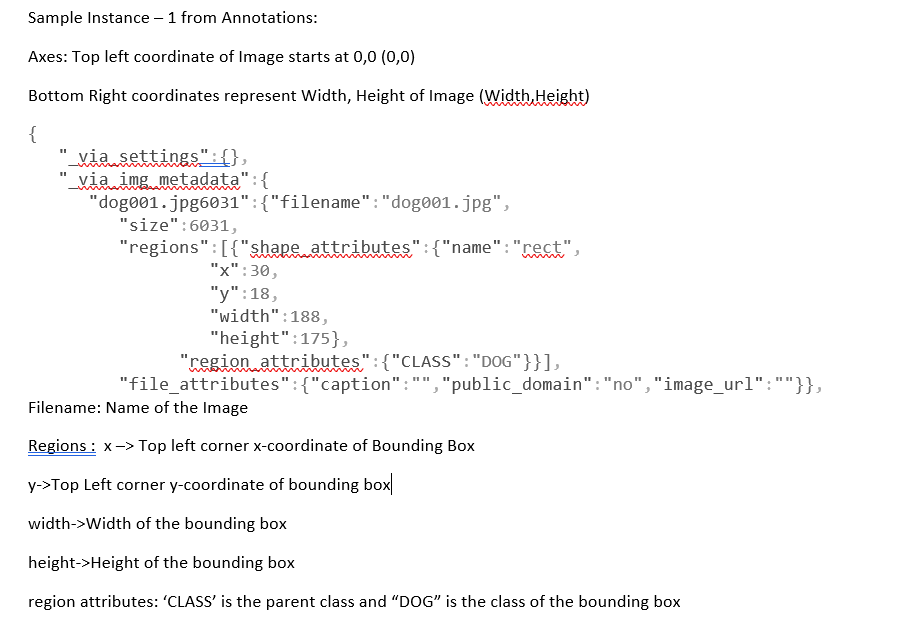 Sample Instance – 1 from Annotations:
Axes: Top left coordinate of Image starts at 0,0 (0,0)
Bottom Right coordinates represent Width, Height of Image (Width,Height)
{
"_via_settings":{},
"_via_img_metadata":{
"dog001.jpg6031":{"filename":"dog001.jpg",
"size":6031,
"regions":[{"shape_attributes":{"name":"rect",
"x":30,
"y":18,
"width":188,
"height":175},
"region_attributes":{"CLASS":"DOG"}}],
"file_attributes":{"caption":"","public_domain":"no","image_url":""}},
Filename: Name of the Image
Regions : x –> Top left corner x-coordinate of Bounding Box
y->Top Left corner y-coordinate of bounding box
width->Width of the bounding box
height->Height of the bounding box
region attributes: ‘CLASS’ is the parent class and “DOG” is the class of the bounding box